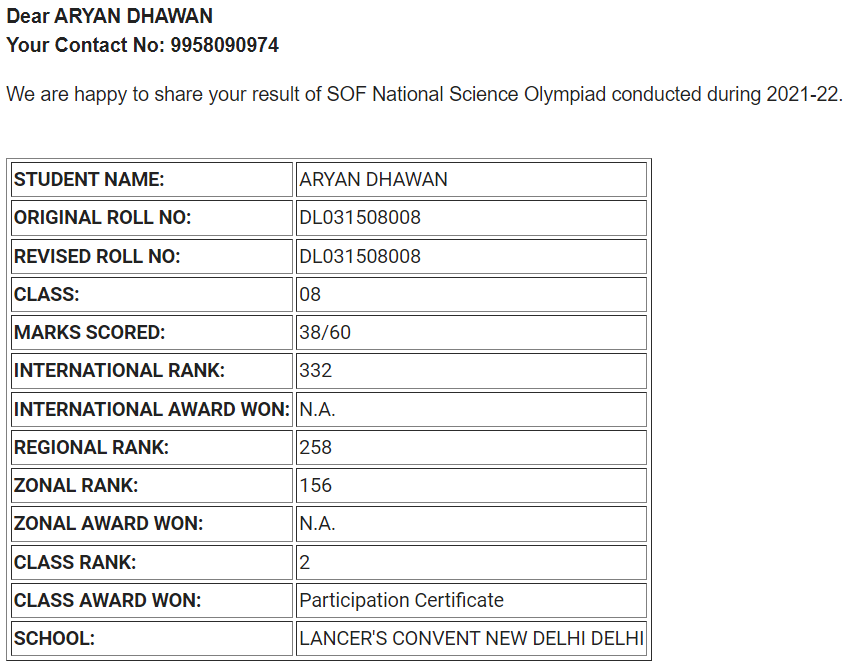 Dear ARYAN DHAWAN
Your Contact No: 9958090974
We are happy to share your result of SOF National Science Olympiad conducted during 2021-22.
STUDENT NAME: ARYAN DHAWAN
ORIGINAL ROLL NO: DL031508008
REVISED ROLL NO: DL031508008
CLASS: 08
MARKS SCORED: 38/60
INTERNATIONAL RANK: 332
INTERNATIONAL AWARD WON: N.A.
REGIONAL RANK: 258
ZONAL RANK: 156
ZONAL AWARD WON: N.A.
CLASS RANK: 2
CLASS AWARD WON: Participation Certificate
SCHOOL: LANCER'S CONVENT NEW DELHI DELHI